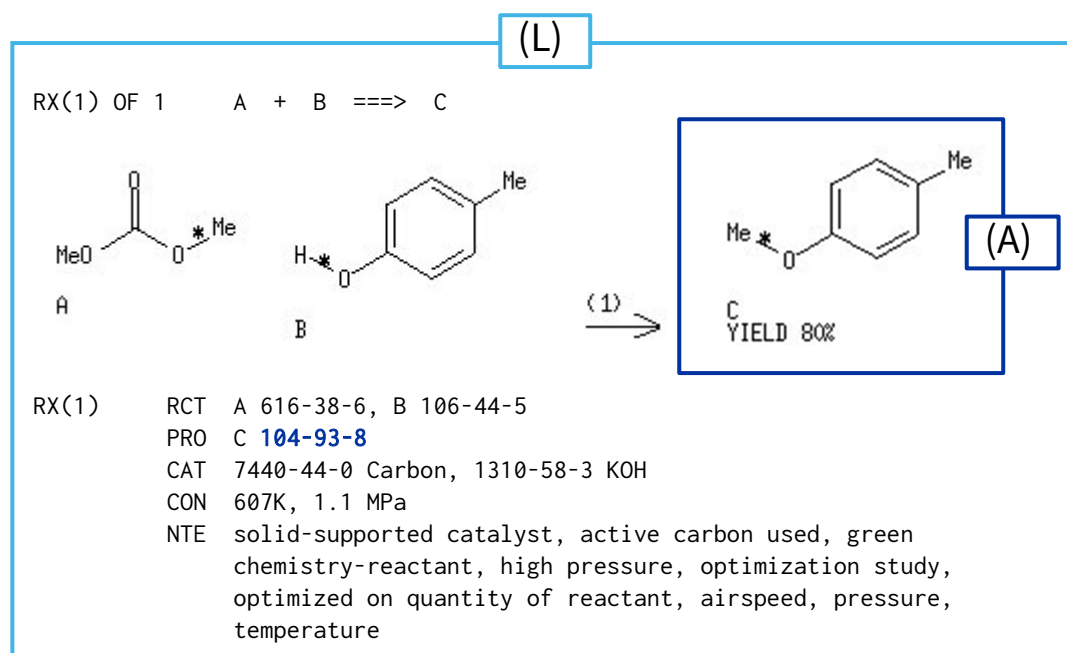 (L)
RX(1) OF 1 A + B ===> C
O
MeO
O
* Me
A
H * O
Me
B
(1)
Me
Me *
O
C
YIELD 80%
(A)
RX(1) RCT A 616-38-6, B 106-44-5
PRO C 104-93-8
CAT 7440-44-0 Carbon, 1310-58-3 KOH
CON 607K, 1.1 MPa
NTE solid-supported catalyst, active carbon used, green
chemistry-reactant, high pressure, optimization study,
optimized on quantity of reactant, airspeed, pressure,
temperature